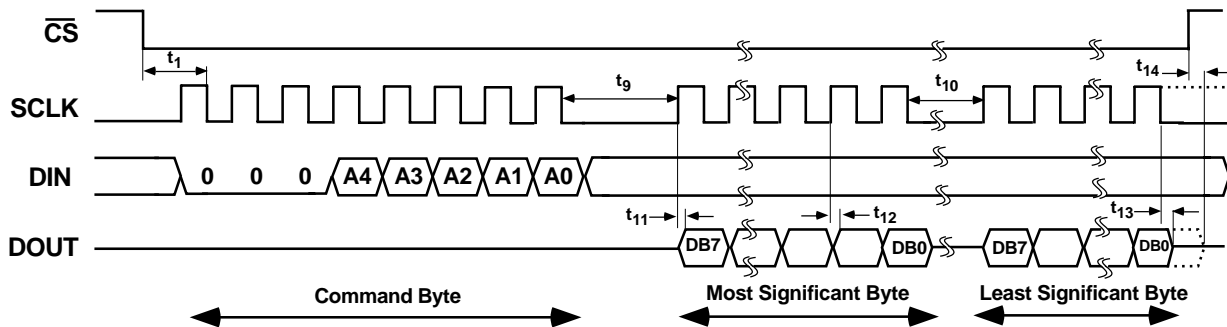 CS
t1
t14
t9
t10
SCLK
DIN
0 0 0 A4 A3 A2 A1 A0
t11
t12
t13
DOUT
DB7 DB0 DB7 DB0
Command Byte
Most Significant Byte
Least Significant Byte